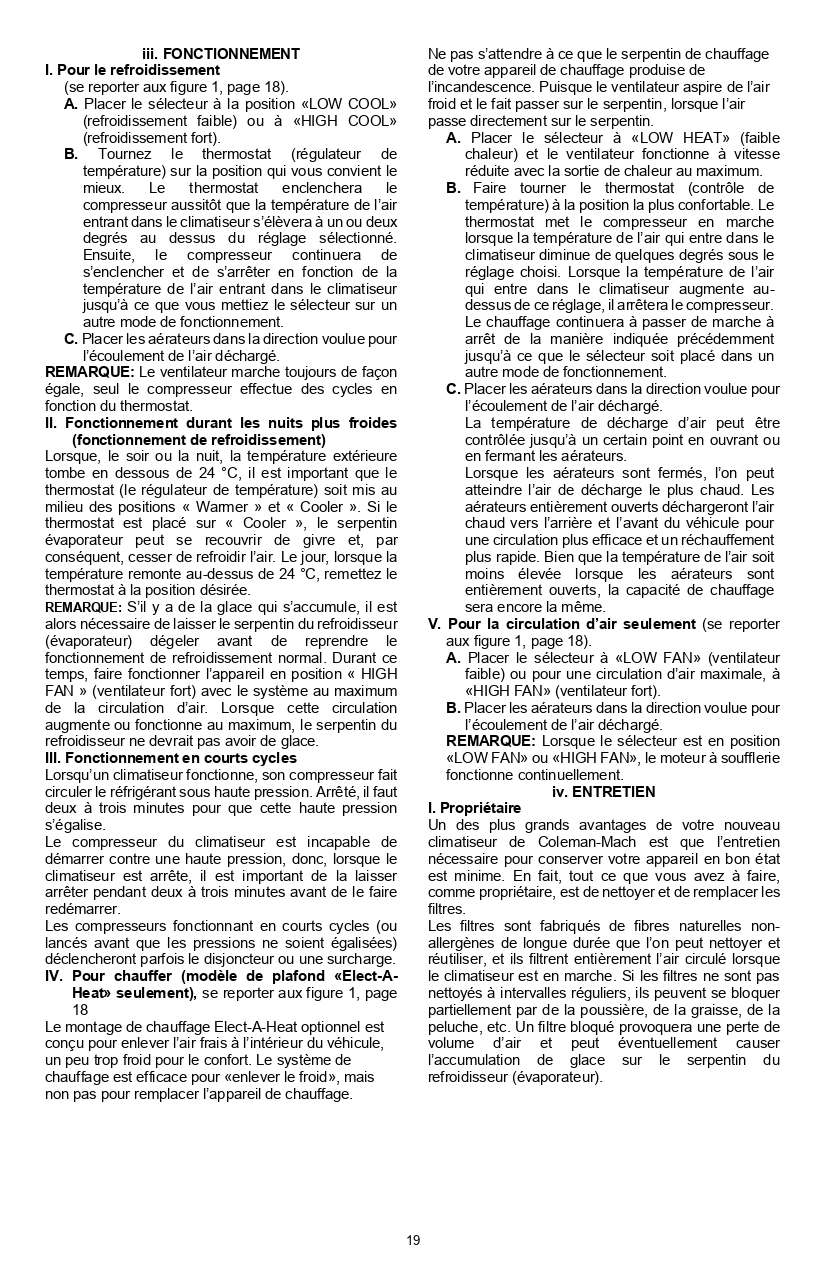 iii. FONCTIONNEMENT
I. Pour le refroidissement
(se reporter aux figure 1, page 18).
A. Placer le sélecteur à la position «LOW COOL»
(refroidissement faible) ou à «HIGH COOL»
(refroidissement fort).
B. Tournez le thermostat (régulateur de
température) sur la position qui vous convient le
mieux. Le thermostat enclenchera le
compresseur aussitôt que la température de l’air
entrant dans le climatiseur s’élèvera à un ou deux
degrés au dessus du réglage sélectionné.
Ensuite, le compresseur continuera de
s’enclencher et de s’arrêter en fonction de la
température de l’air entrant dans le climatiseur
jusqu’à ce que vous mettiez le sélecteur sur un
autre mode de fonctionnement.
C. Placer les aérateurs dans la direction voulue pour
l’écoulement de l’air déchargé.
REMARQUE: Le ventilateur marche toujours de façon
égale, seul le compresseur effectue des cycles en
fonction du thermostat.
II. Fonctionnement durant les nuits plus froides
(fonctionnement de refroidissement)
Lorsque, le soir ou la nuit, la température extérieure
tombe en dessous de 24 °C, il est important que le
thermostat (le régulateur de température) soit mis au
milieu des positions « Warmer » et « Cooler ». Si le
thermostat est placé sur « Cooler », le serpentin
évaporateur peut se recouvrir de givre et, par
conséquent, cesser de refroidir l’air. Le jour, lorsque la
température remonte au-dessus de 24 °C, remettez le
thermostat à la position désirée.
REMARQUE: S’il y a de la glace qui s’accumule, il est
alors nécessaire de laisser le serpentin du refroidisseur
(évaporateur) dégeler avant de reprendre le
fonctionnement de refroidissement normal. Durant ce
temps, faire fonctionner l’appareil en position « HIGH
FAN » (ventilateur fort) avec le système au maximum
de la circulation d’air. Lorsque cette circulation
augmente ou fonctionne au maximum, le serpentin du
refroidisseur ne devrait pas avoir de glace.
III. Fonctionnement en courts cycles
Lorsqu’un climatiseur fonctionne, son compresseur fait
circuler le réfrigérant sous haute pression. Arrêté, il faut
deux à trois minutes pour que cette haute pression
s’égalise.
Le compresseur du climatiseur est incapable de
démarrer contre une haute pression, donc, lorsque le
climatiseur est arrête, il est important de la laisser
arrêter pendant deux à trois minutes avant de le faire
redémarrer.
Les compresseurs fonctionnant en courts cycles (ou
lancés avant que les pressions ne soient égalisées)
déclencheront parfois le disjoncteur ou une surcharge.
IV. Pour chauffer (modèle de plafond «Elect-A-
Heat» seulement), se reporter aux figure 1, page
18
Le montage de chauffage Elect-A-Heat optionnel est
conçu pour enlever l’air frais à l’intérieur du véhicule,
un peu trop froid pour le confort. Le système de
chauffage est efficace pour «enlever le froid», mais
non pas pour remplacer l’appareil de chauffage.
Ne pas s’attendre à ce que le serpentin de chauffage
de votre appareil de chauffage produise de
l’incandescence. Puisque le ventilateur aspire de l’air
froid et le fait passer sur le serpentin, lorsque l’air
passe directement sur le serpentin.
A. Placer le sélecteur à «LOW HEAT» (faible
chaleur) et le ventilateur fonctionne à vitesse
réduite avec la sortie de chaleur au maximum.
B. Faire tourner le thermostat (contrôle de
température) à la position la plus confortable. Le
thermostat met le compresseur en marche
lorsque la température de l’air qui entre dans le
climatiseur diminue de quelques degrés sous le
réglage choisi. Lorsque la température de l’air
qui entre dans le climatiseur augmente au-
dessus de ce réglage, il arrêtera le compresseur.
Le chauffage continuera à passer de marche à
arrêt de la manière indiquée précédemment
jusqu’à ce que le sélecteur soit placé dans un
autre mode de fonctionnement.
C. Placer les aérateurs dans la direction voulue pour
l’écoulement de l’air déchargé.
La température de décharge d’air peut être
contrôlée jusqu’à un certain point en ouvrant ou
en fermant les aérateurs.
Lorsque les aérateurs sont fermés, l’on peut
atteindre l’air de décharge le plus chaud. Les
aérateurs entièrement ouverts déchargeront l’air
chaud vers l’arrière et l’avant du véhicule pour
une circulation plus efficace et un réchauffement
plus rapide. Bien que la température de l’air soit
moins élevée lorsque les aérateurs sont
entièrement ouverts, la capacité de chauffage
sera encore la même.
V. Pour la circulation d’air seulement (se reporter
aux figure 1, page 18).
A. Placer le sélecteur à «LOW FAN» (ventilateur
faible) ou pour une circulation d’air maximale, à
«HIGH FAN» (ventilateur fort).
B. Placer les aérateurs dans la direction voulue pour
l’écoulement de l’air déchargé.
REMARQUE: Lorsque le sélecteur est en position
«LOW FAN» ou «HIGH FAN», le moteur à soufflerie
fonctionne continuellement.
iv. ENTRETIEN
I. Propriétaire
Un des plus grands avantages de votre nouveau
climatiseur de Coleman-Mach est que l’entretien
nécessaire pour conserver votre appareil en bon état
est minime. En fait, tout ce que vous avez à faire,
comme propriétaire, est de nettoyer et de remplacer les
filtres.
Les filtres sont fabriqués de fibres naturelles non-
allergènes de longue durée que l’on peut nettoyer et
réutiliser, et ils filtrent entièrement l’air circulé lorsque
le climatiseur est en marche. Si les filtres ne sont pas
nettoyés à intervalles réguliers, ils peuvent se bloquer
partiellement par de la poussière, de la graisse, de la
peluche, etc. Un filtre bloqué provoquera une perte de
volume d’air et peut éventuellement causer
l’accumulation de glace sur le serpentin du
refroidisseur (évaporateur).
19